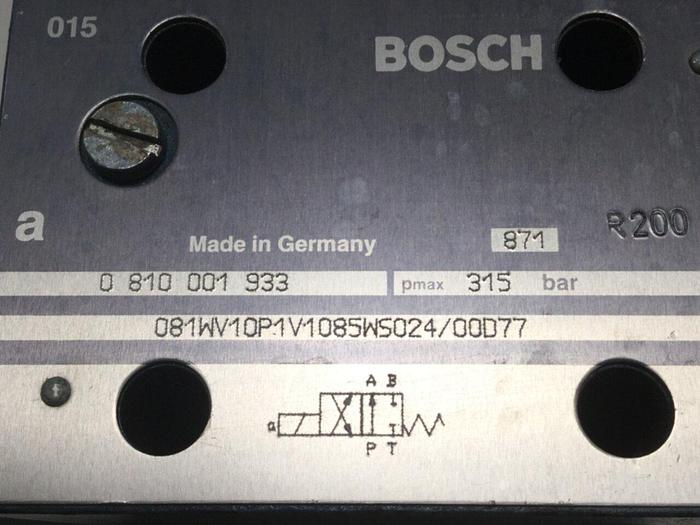 015
BOSCH
a
R200
Made in Germany 871
0 810 001 933 pmax 315 bar
081WV10P1V1085WS024/00D77
A B
a
P T